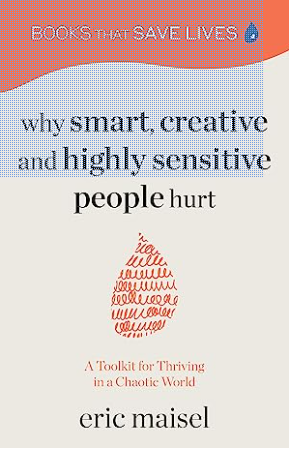 BOOKS THAT SAVE LIVES
why smart, creative
and highly sensitive
people hurt
A Toolkit for Thriving
in a Chaotic World
eric maisel